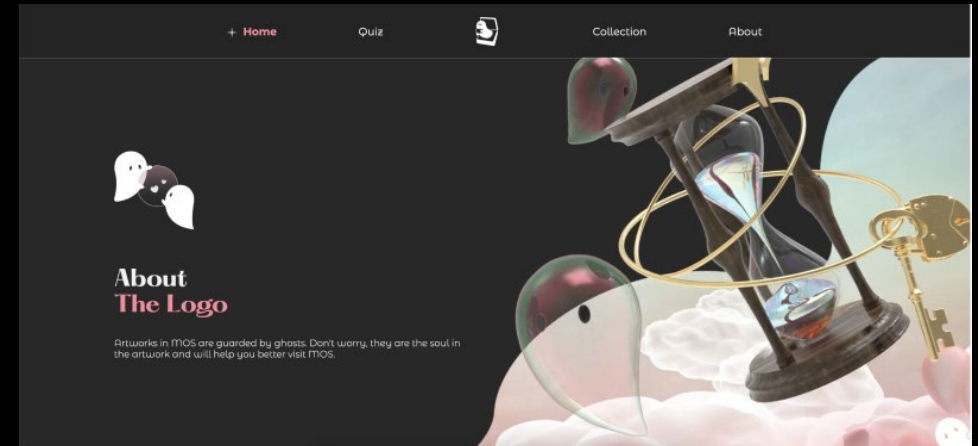 + Home
Quiz
Collection
About
About
The Logo
Artworks in MOS are guarded by ghosts. Don't worry, they are the soul in
the artwork and will help you better visit MOS.